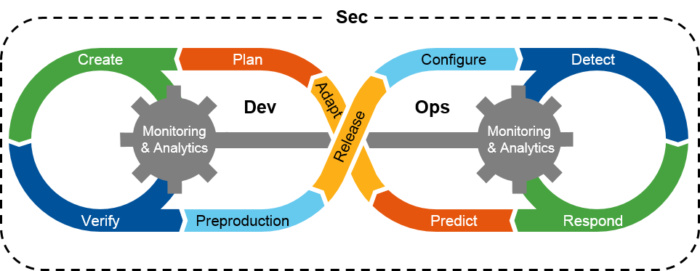 Sec
Create
Plan
Configure
Detect
Adapt
Dev
Ops
Release
Monitoring
& Analytics
Monitoring
& Analytics
Verify
Preproduction
Predict
Respond